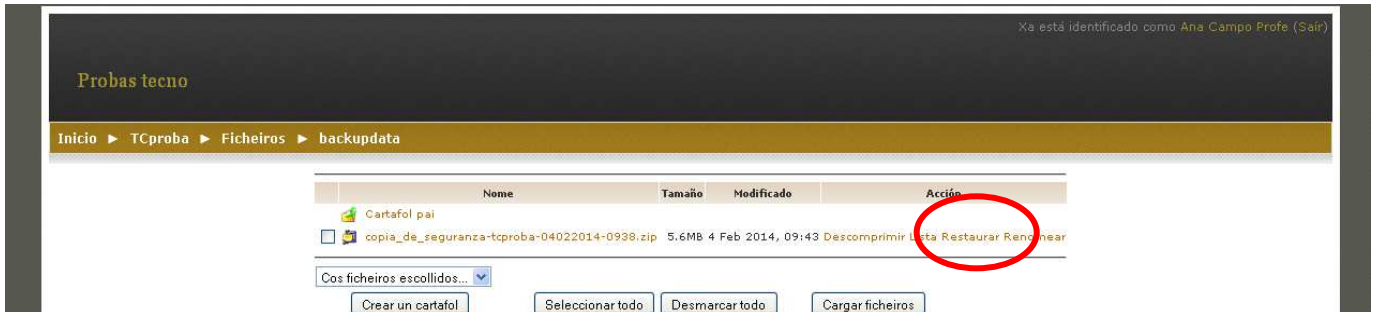 Xa está identificado como Ana Campo Profe (Saír)
Probas tecno
Inicio ► TCproba ► Ficheiros ► backupdata
Nome Tamaño Modificado Acción
Cartafol pai
copia_de_seguranza-tcproba-04022014-0938.zip 5.6MB 4 Feb 2014, 09:43 Descomprimir Lista Restaurar Renomear
Cos ficheiros escollidos...
Crear un cartafol Seleccionar todo Desmarcar todo Cargar ficheiros